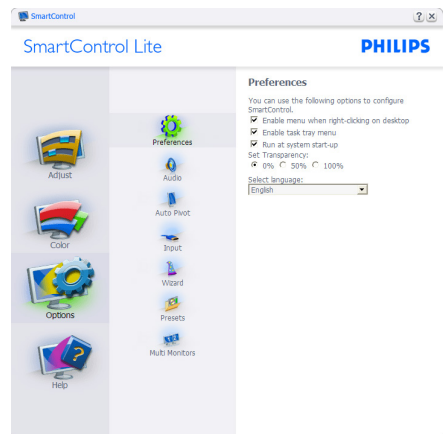 SmartControl
SmartControl Lite
PHILIPS
Adjust
Color
Options
Help
Preferences
Audio
Auto Pivot
Input
Wizard
Presets
Multi Monitors
Preferences
You can use the following options to configure
SmartControl.
Enable menu when right-clicking on desktop
Enable task tray menu
Run at system start-up
Set Transparency:
0% 50% 100%
Select language:
English